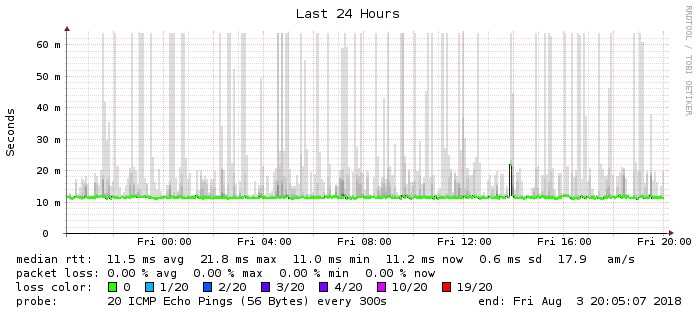 Last 24 Hours
RRDTOOL / TOBI OETIKER
Seconds
60 m
50 m
40 m
30 m
20 m
10 m
0
Fri 00:00 Fri 04:00 Fri 08:00 Fri 12:00 Fri 16:00 Fri 20:00
median rtt: 11.5 ms avg 21.8 ms max 11.0 ms min 11.2 ms now 0.6 ms sd 17.9 am/s
packet loss: 0.00 % avg 0.00 % max 0.00 % min 0.00 % now
loss color: 0 1/20 2/20 3/20 4/20 10/20 19/20
probe: 20 ICMP Echo Pings (56 Bytes) every 300s end: Fri Aug 3 20:05:07 2018